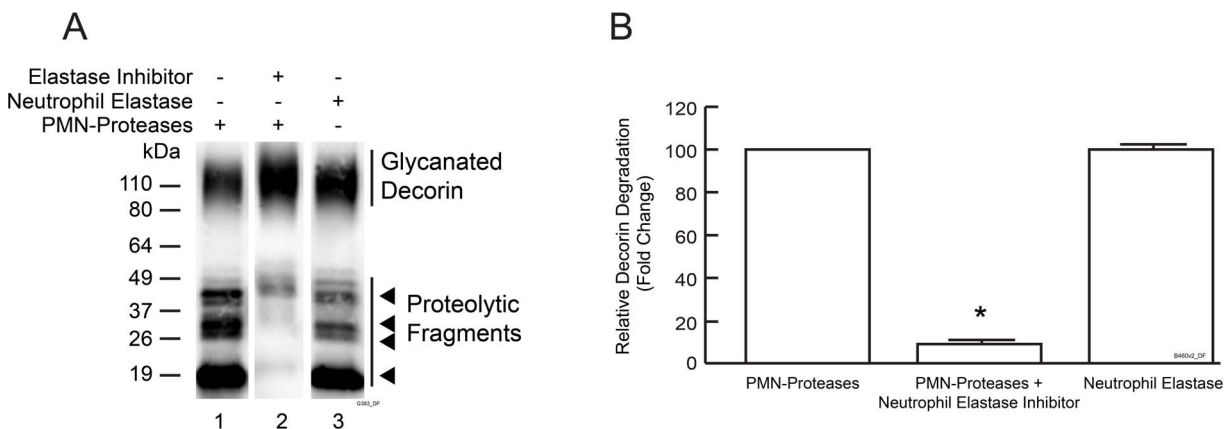 A
Elastase Inhibitor - + -
Neutrophil Elastase - - +
PMN-Proteases + + -
kDa
110
80
64
49
37
26
19
Glycanated
Decorin
Proteolytic
Fragments
G383_DF
1 2 3
B
Relative Decorin Degradation
(Fold Change)
120
100
80
60
40
20
0
*
B460v2_DF
PMN-Proteases
PMN-Proteases +
Neutrophil Elastase Inhibitor
Neutrophil Elastase